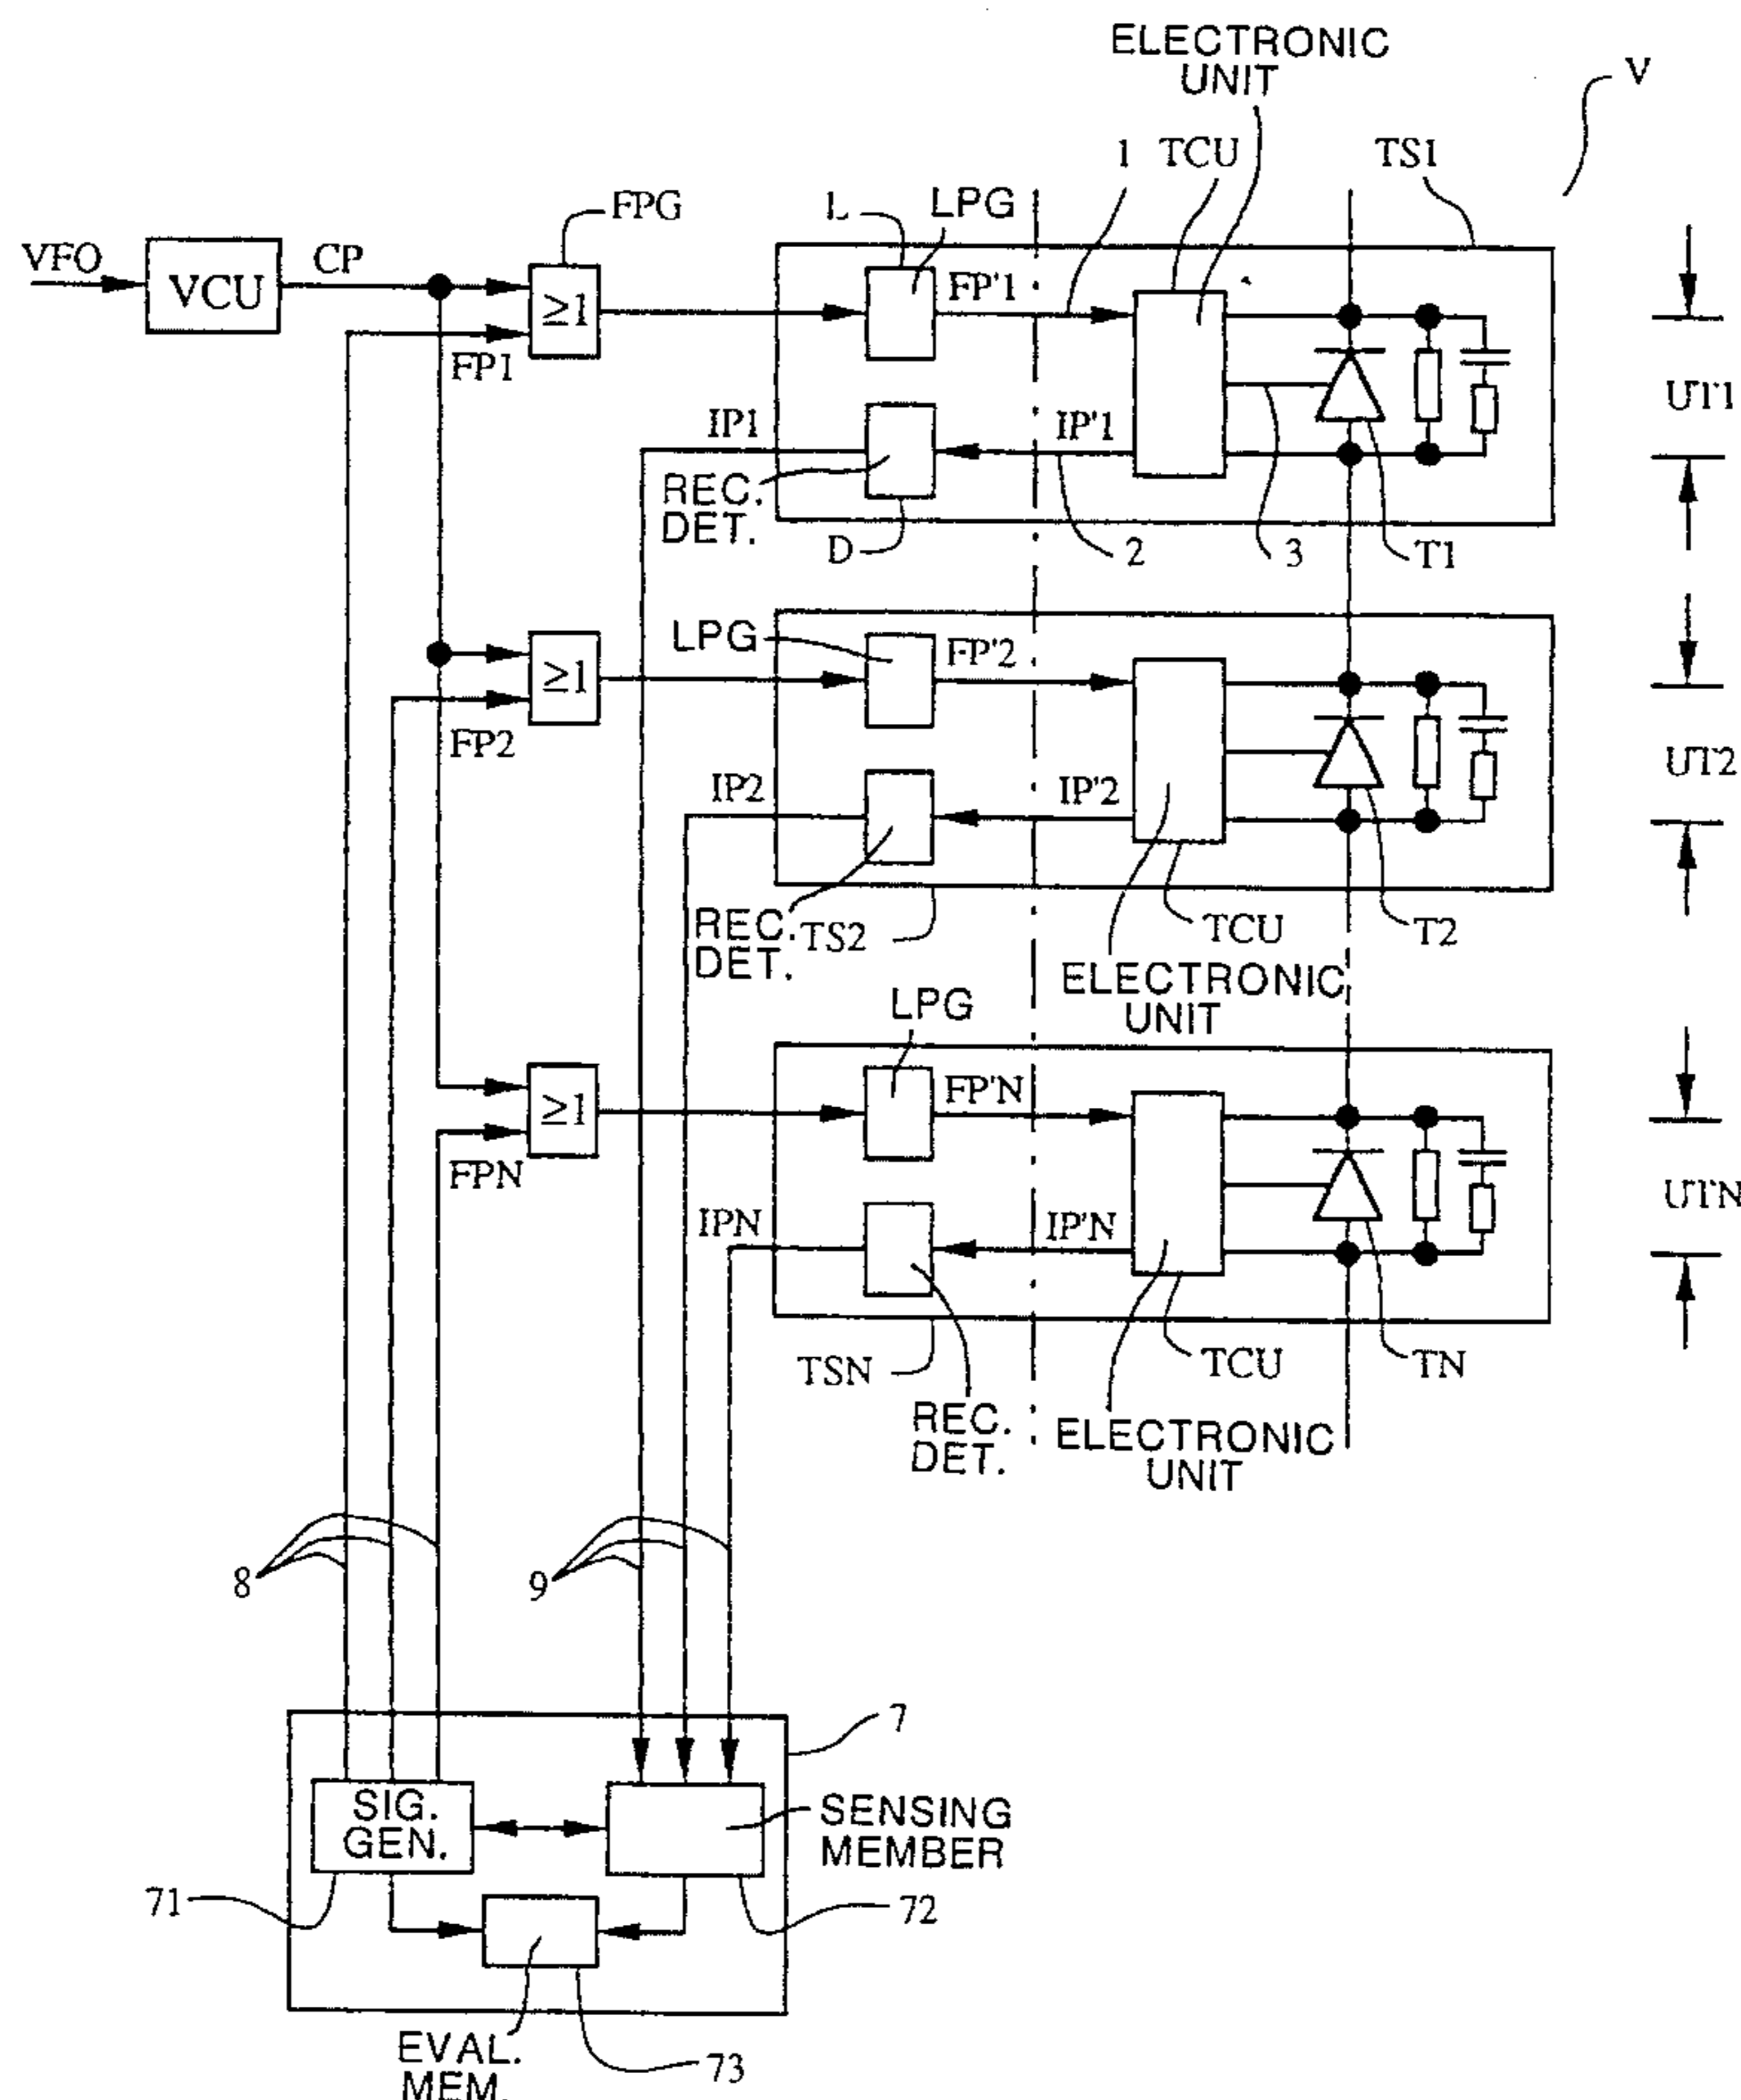 ELECTRONIC
UNIT
V
1
TCU
TS1
FPG
L
LPG
VFO
VCU
CP
≥1
FP'1
FP1
UT1
IP1
IP'1
REC.
DET.
D
2
3
T1
LPG
FP'2
≥1
FP2
UT2
IP2
IP'2
REC.
DET.
TS2
TCU
T2
ELECTRONIC
UNIT
LPG
≥1
FP'N
FPN
UTN
IPN
IP'N
TSN
TCU
TN
REC.
DET.
ELECTRONIC
UNIT
8
9
7
SIG.
GEN.
SENSING
MEMBER
71
72
EVAL.
MEM.
73